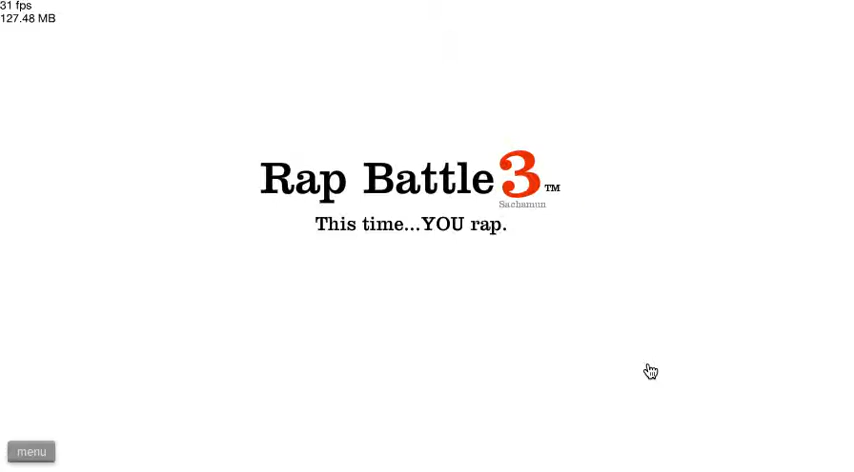 31 fps
127.48 MB
Rap Battle 3 ™
Sachamun
This time...YOU rap.
menu